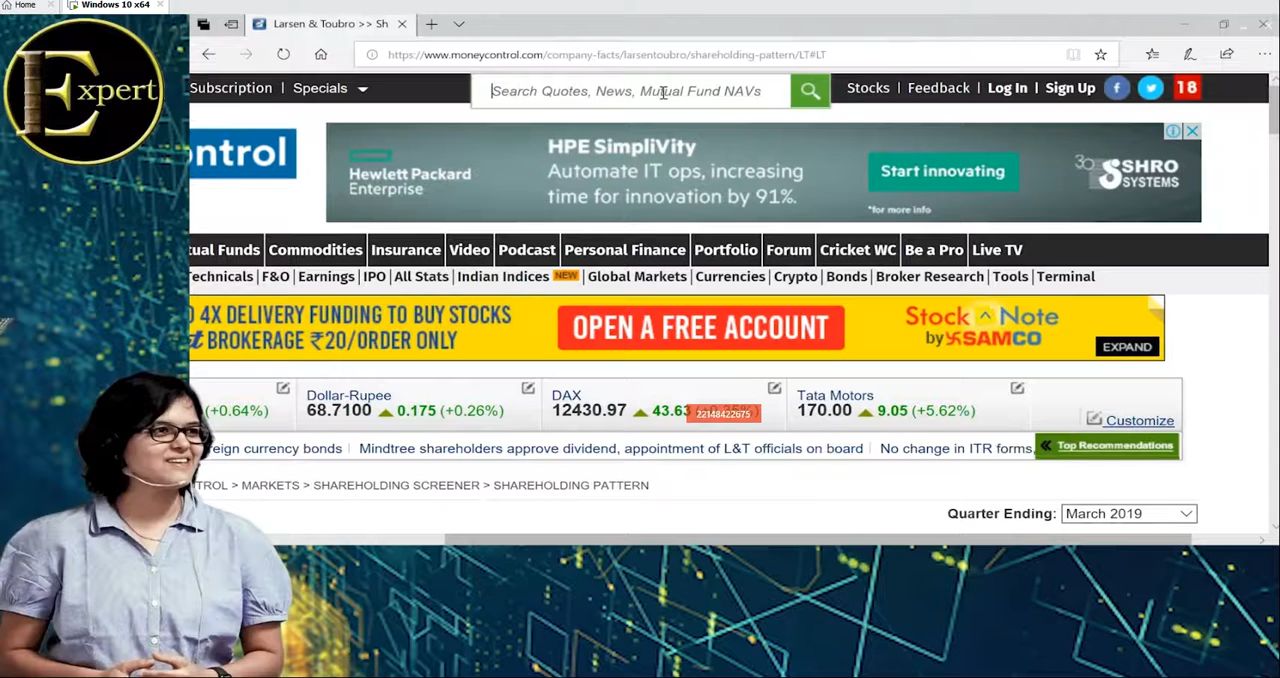 Home
Windows 10 x64
Expert
Larsen & Toubro >> Sh
https://www.moneycontrol.com/company-facts/larsentoubro/shareholding-pattern/LT#LT
Subscription | Specials
Search Quotes, News, Mutual Fund NAVs
Stocks | Feedback | Log In | Sign Up
f
18
ntrol
Hewlett Packard
Enterprise
HPE SimpliVity
Automate IT ops, increasing
time for innovation by 91%.
Start innovating
*for more info
30
SHRO
SYSTEMS
tual Funds | Commodities | Insurance | Video | Podcast | Personal Finance | Portfolio | Forum | Cricket WC | Be a Pro | Live TV
Technicals | F&O | Earnings | IPO | All Stats | Indian Indices NEW | Global Markets | Currencies | Crypto | Bonds | Broker Research | Tools | Terminal
O 4X DELIVERY FUNDING TO BUY STOCKS
t BROKERAGE ₹20/ORDER ONLY
OPEN A FREE ACCOUNT
Stock Note
by SAMCO
EXPAND
(+0.64%)
Dollar-Rupee
68.7100 0.175 (+0.26%)
DAX
12430.97 43.63
22148422675
Tata Motors
170.00 9.05 (+5.62%)
Customize
reign currency bonds | Mindtree shareholders approve dividend, appointment of L&T officials on board | No change in ITR forms,
Top Recommendations
TROL > MARKETS > SHAREHOLDING SCREENER > SHAREHOLDING PATTERN
Quarter Ending: March 2019